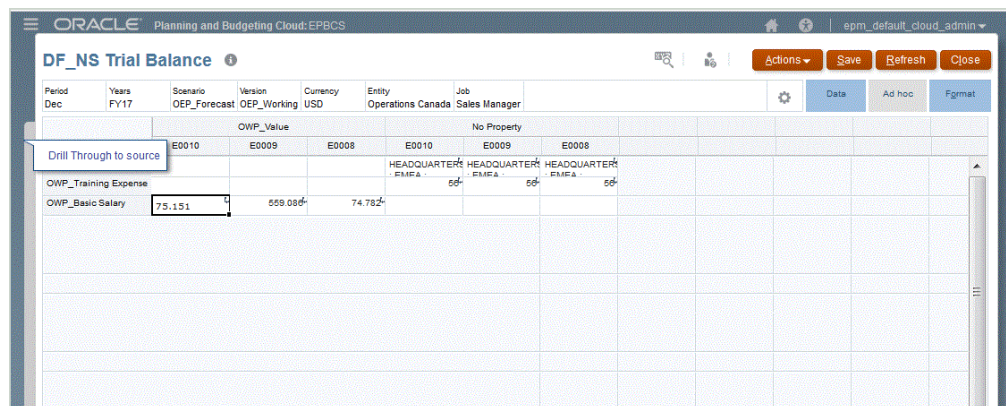 ORACLE Planning and Budgeting Cloud: EPBCS epm_default_cloud_admin
DF_NS Trial Balance Actions Save Refresh Close
Period Years Scenario Version Currency Entity Job
Dec FY17 OEP_Forecast OEP_Working USD Operations Canada Sales Manager
Data Ad hoc Format
OWP_Value No Property
E0010 E0009 E0008 E0010 E0009 E0008
Drill Through to source
HEADQUARTERS HEADQUARTERS HEADQUARTERS
: EMEA : : EMEA : : EMEA :
OWP_Training Expense 56 56 56
OWP_Basic Salary 75.151 559.086 74.782